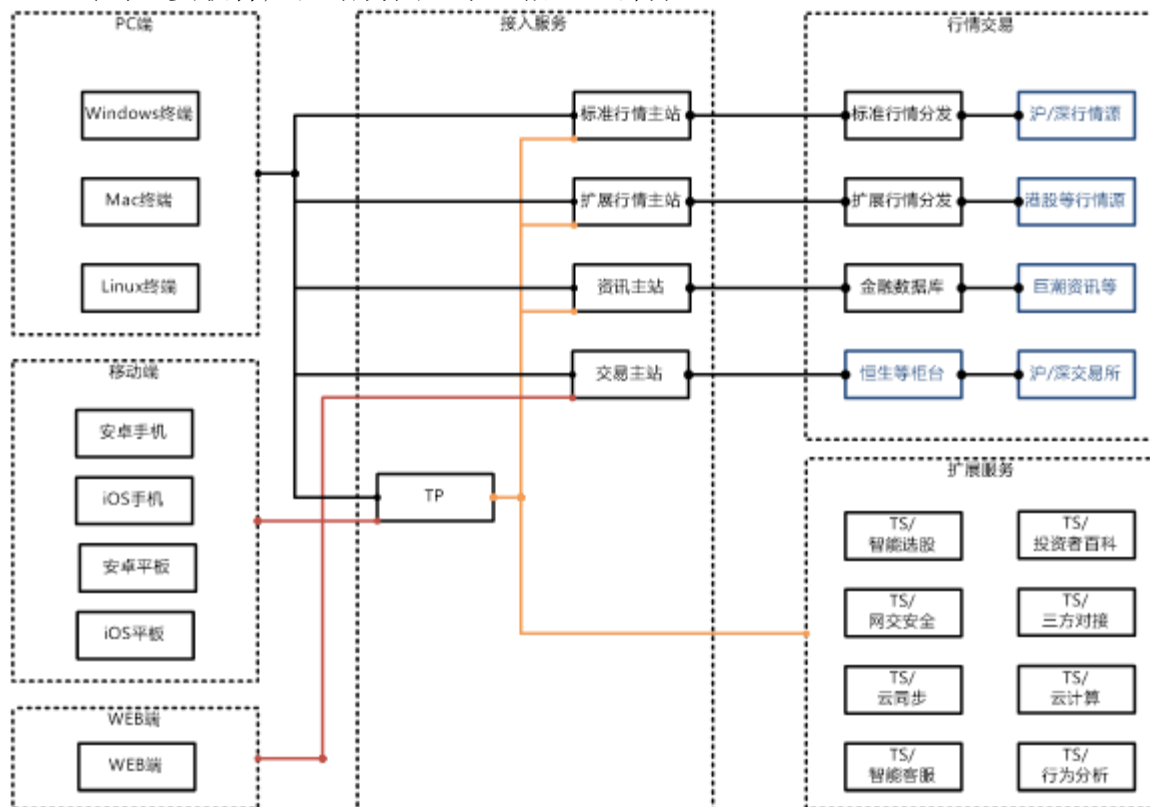 PC端
Windows终端
Mac终端
Linux终端
移动端
安卓手机
iOS手机
安卓平板
iOS平板
WEB端
WEB端
接入服务
标准行情主站
扩展行情主站
资讯主站
交易主站
TP
行情交易
标准行情分发
沪/深行情源
扩展行情分发
港股等行情源
金融数据库
巨潮资讯等
恒生等柜台
沪/深交易所
扩展服务
TS/
智能选股
TS/
投资者百科
TS/
网交安全
TS/
三方对接
TS/
云同步
TS/
云计算
TS/
智能客服
TS/
行为分析